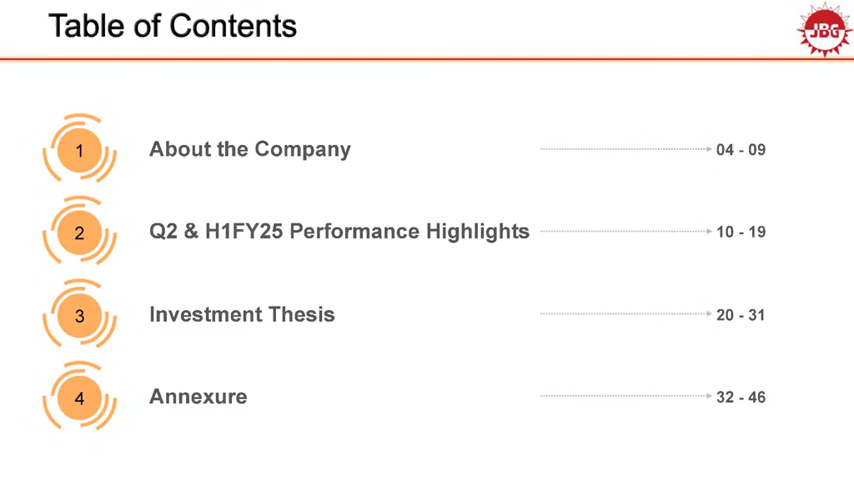 Table of Contents
JBG
1 About the Company 04 - 09
2 Q2 & H1FY25 Performance Highlights 10 - 19
3 Investment Thesis 20 - 31
4 Annexure 32 - 46